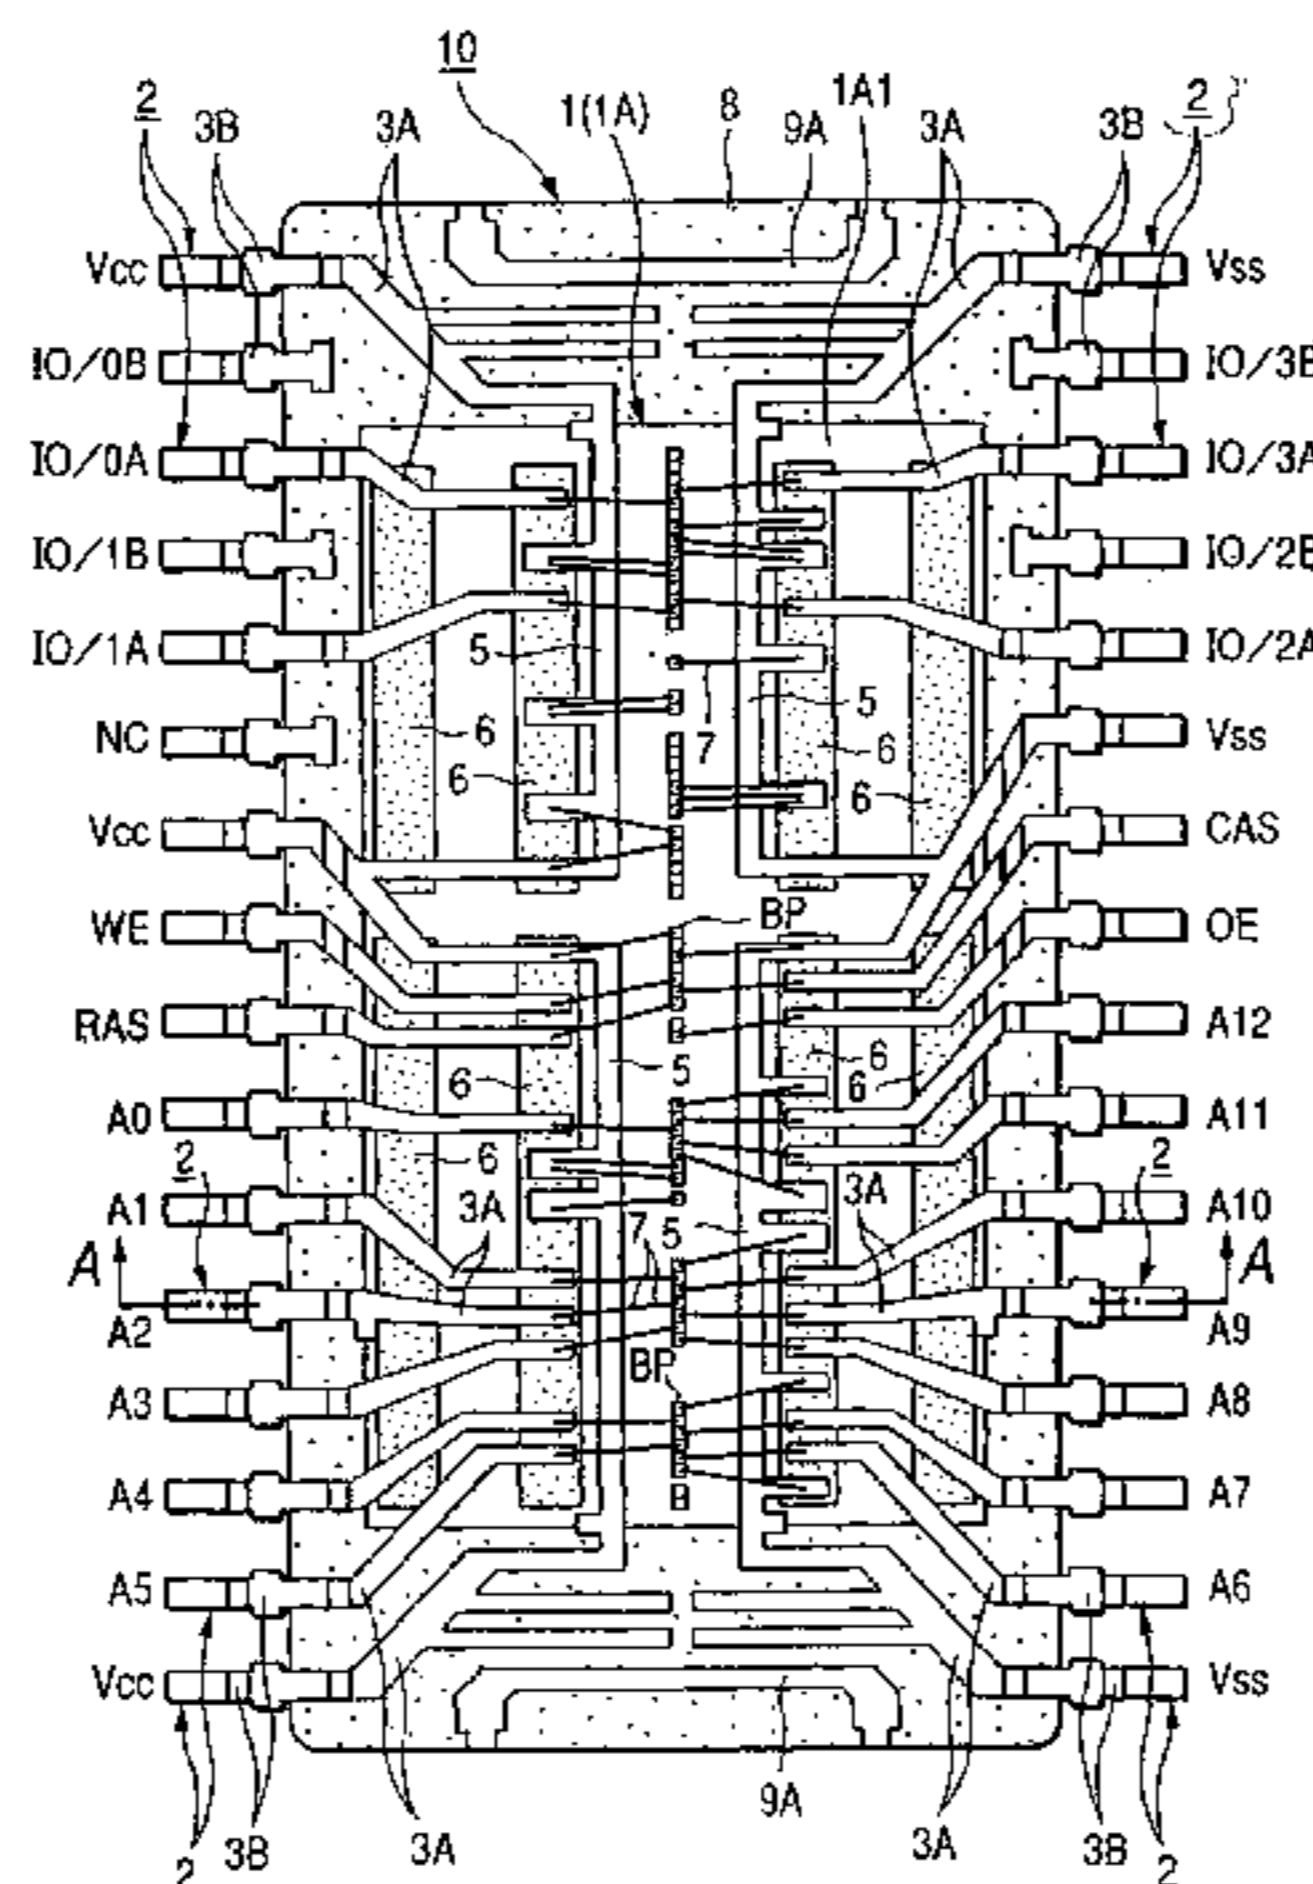 10
2 3B 3A 1(1A) 8 9A 1A1 3A 3B 2
Vcc Vss
IO/0B IO/3B
IO/0A IO/3A
IO/1B IO/2B
IO/1A 5 IO/2A
NC 6 6 7 5 6 6 Vss
Vcc CAS
WE BP OE
RAS A12
6 5 6 6
A0 A11
2 6 3A 7 5 3A 2
A1 A10
A A
A2 A9
A3 BP A8
A4 A7
A5 A6
Vcc Vss
2 3B 3A 9A 3A 3B 2